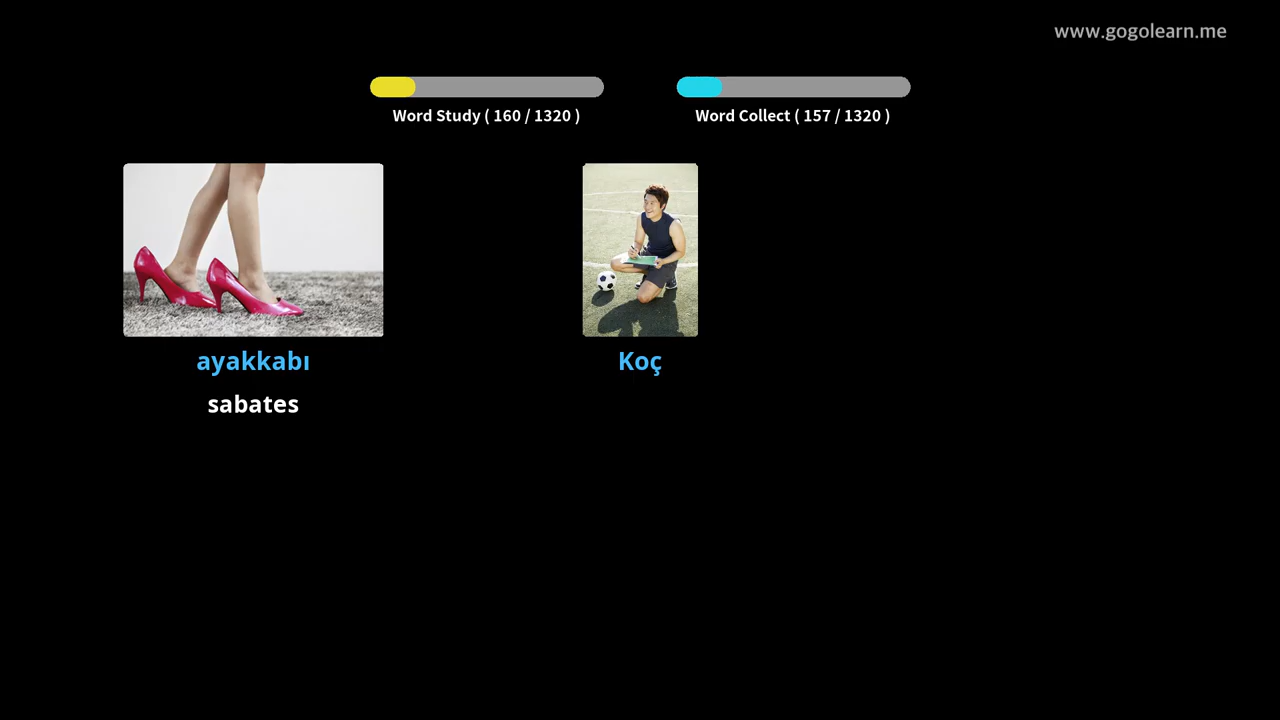 www.gogolearn.me
Word Study ( 160 / 1320 )
Word Collect ( 157 / 1320 )
ayakkabı
Koç
sabates